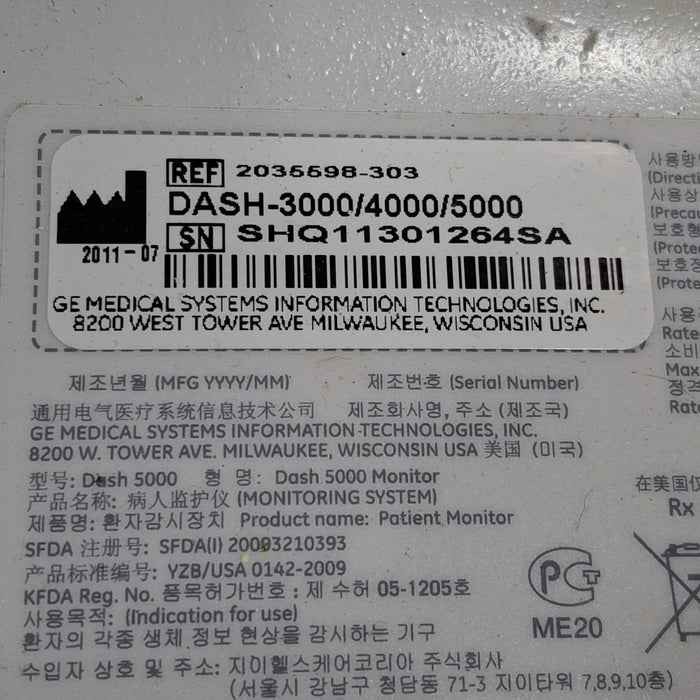 REF 2035598-303
DASH-3000/4000/5000
SN SHQ11301264SA
2011-07
GE MEDICAL SYSTEMS INFORMATION TECHNOLOGIES, INC.
8200 WEST TOWER AVE MILWAUKEE, WISCONSIN USA
제조년월 (MFG YYYY/MM) 제조번호 (Serial Number)
通用电气医疗系统信息技术公司 제조회사명, 주소 (제조국)
GE MEDICAL SYSTEMS INFORMATION TECHNOLOGIES, INC.
8200 W. TOWER AVE. MILWAUKEE, WISCONSIN USA 美国 (미국)
型号: Dash 5000 형 명: Dash 5000 Monitor
产品名称: 病人监护仪 (MONITORING SYSTEM)
제품명: 환자감시장치 Product name: Patient Monitor
SFDA 注册号: SFDA(I) 20093210393
产品标准编号: YZB/USA 0142-2009
KFDA Reg. No. 품목허가번호: 제 수허 05-1205호
사용목적: (Indication for use)
환자의 각종 생체 정보 현상을 감시하는 기구
수입자 상호 및 주소: 지이헬스케어코리아 주식회사
(서울시 강남구 청담동 71-3 지이타워 7,8,9,10층)
PCT
ME20
사용방
(Directi
사용상
(Preca
보호형
(Prote
보호정
(Prote
사용
Rate
소비
Max
정격
Rat
在美国仅
Rx